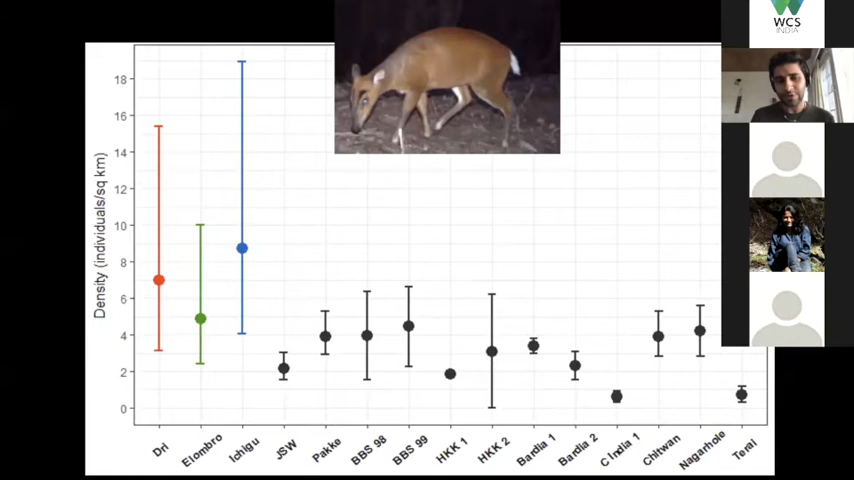 WCS
INDIA
Density (individuals/sq km)
18
16
14
12
10
8
6
4
2
0
Dri
Elombro
Ichigu
JSW
Pakke
BBS 98
BBS 99
HKK 1
HKK 2
Bardia 1
Bardia 2
C India 1
Chitwan
Nagarhole
Terai